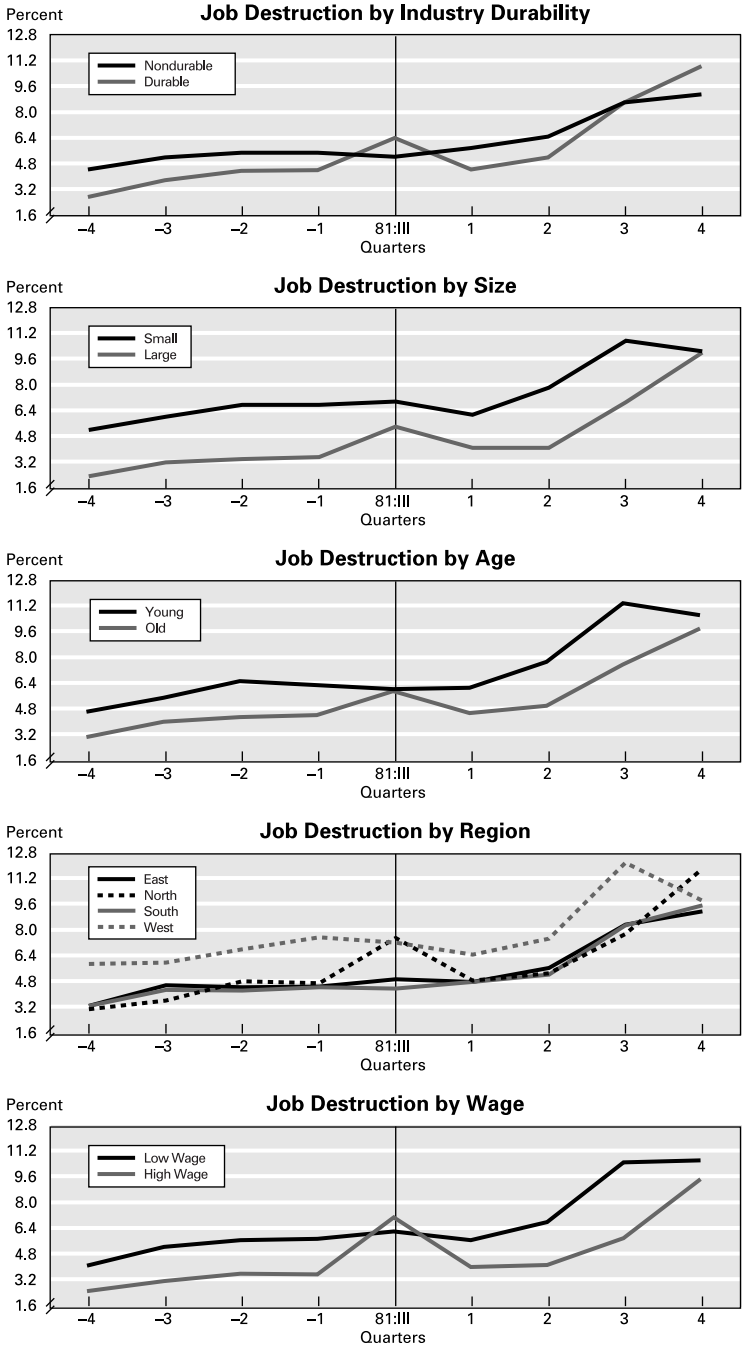 Job Destruction by Industry Durability
Percent
12.8
11.2
9.6
8.0
6.4
4.8
3.2
1.6
Nondurable
Durable
–4 –3 –2 –1 81:III 1 2 3 4
Quarters
Job Destruction by Size
Percent
12.8
11.2
9.6
8.0
6.4
4.8
3.2
1.6
Small
Large
–4 –3 –2 –1 81:III 1 2 3 4
Quarters
Job Destruction by Age
Percent
12.8
11.2
9.6
8.0
6.4
4.8
3.2
1.6
Young
Old
–4 –3 –2 –1 81:III 1 2 3 4
Quarters
Job Destruction by Region
Percent
12.8
11.2
9.6
8.0
6.4
4.8
3.2
1.6
East
North
South
West
–4 –3 –2 –1 81:III 1 2 3 4
Quarters
Job Destruction by Wage
Percent
12.8
11.2
9.6
8.0
6.4
4.8
3.2
1.6
Low Wage
High Wage
–4 –3 –2 –1 81:III 1 2 3 4
Quarters